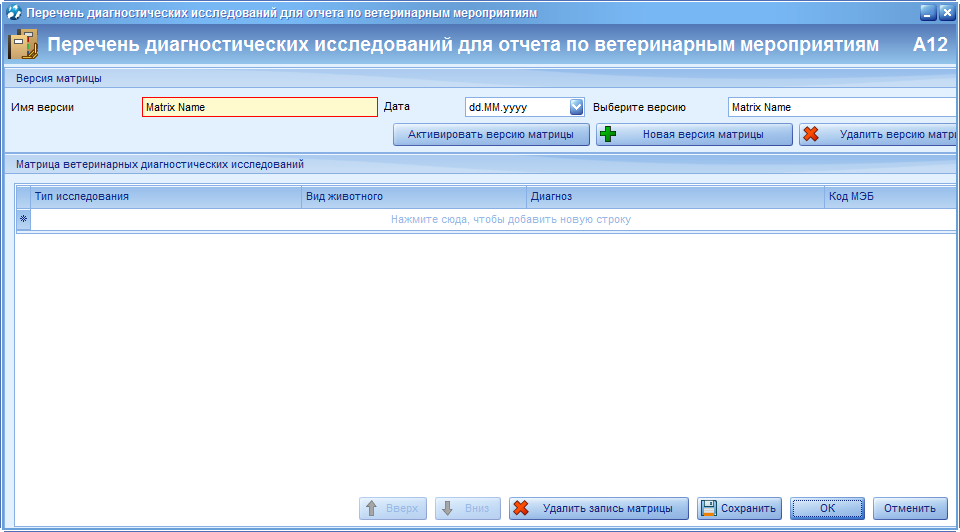 Перечень диагностических исследований для отчета по ветеринарным мероприятиям
Перечень диагностических исследований для отчета по ветеринарным мероприятиям A12
Версия матрицы
Имя версии Matrix Name Дата dd.MM.yyyy Выберите версию Matrix Name
Активировать версию матрицы Новая версия матрицы Удалить версию матри
Матрица ветеринарных диагностических исследований
Тип исследования Вид животного Диагноз Код МЭБ
Нажмите сюда, чтобы добавить новую строку
Вверх Вниз Удалить запись матрицы Сохранить ОК Отменить